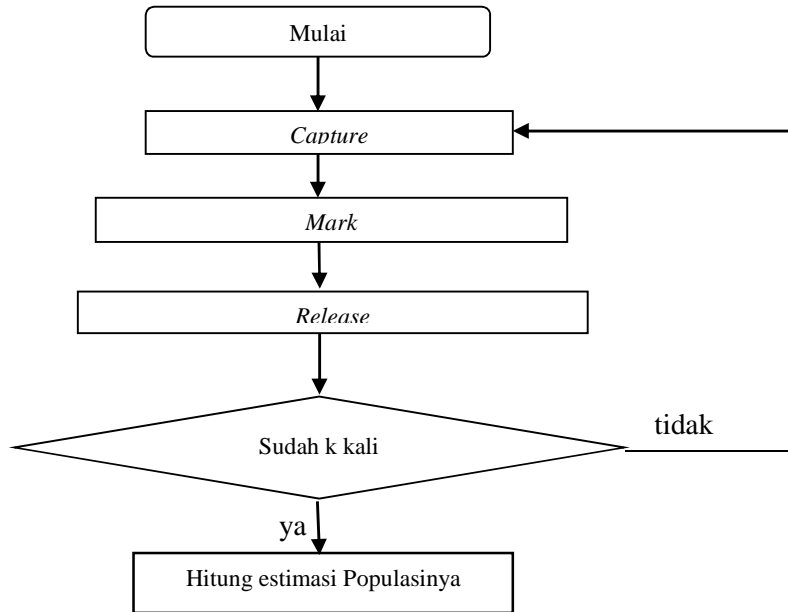 Mulai
Capture
Mark
Release
Sudah k kali
tidak
ya
Hitung estimasi Populasinya